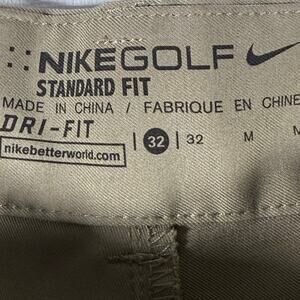 NIKEGOLF
STANDARD FIT
MADE IN CHINA / FABRIQUE EN CHINE
DRI-FIT | 32 | 32 M M
nikebetterworld.com